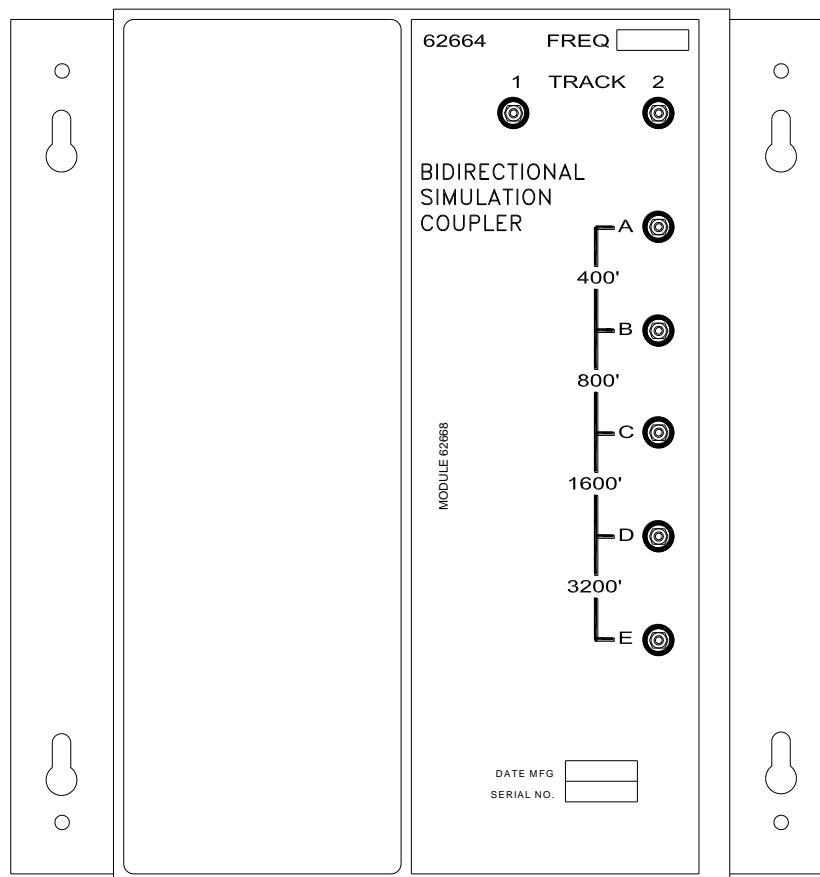 62664 FREQ
1 TRACK 2
BIDIRECTIONAL
SIMULATION
COUPLER
A
400'
B
800'
C
1600'
D
3200'
E
MODULE 62668
DATE MFG
SERIAL NO.